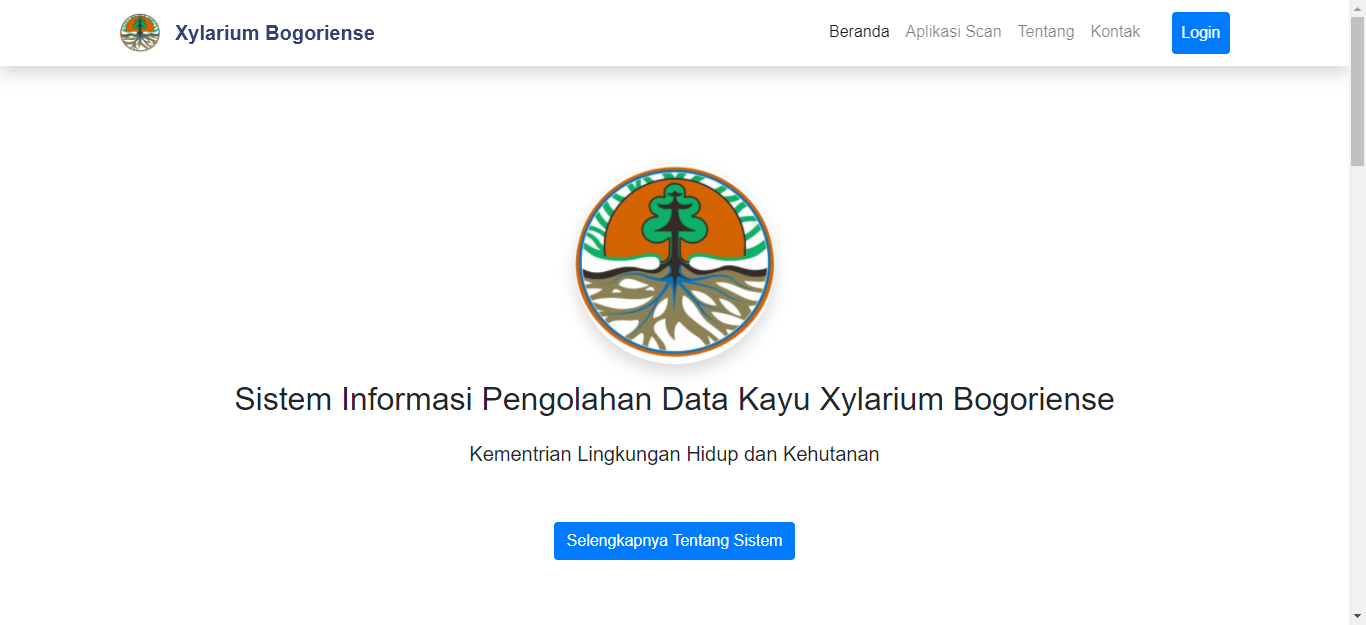 Xylarium Bogoriense
Beranda Aplikasi Scan Tentang Kontak Login
Sistem Informasi Pengolahan Data Kayu Xylarium Bogoriense
Kementrian Lingkungan Hidup dan Kehutanan
Selengkapnya Tentang Sistem